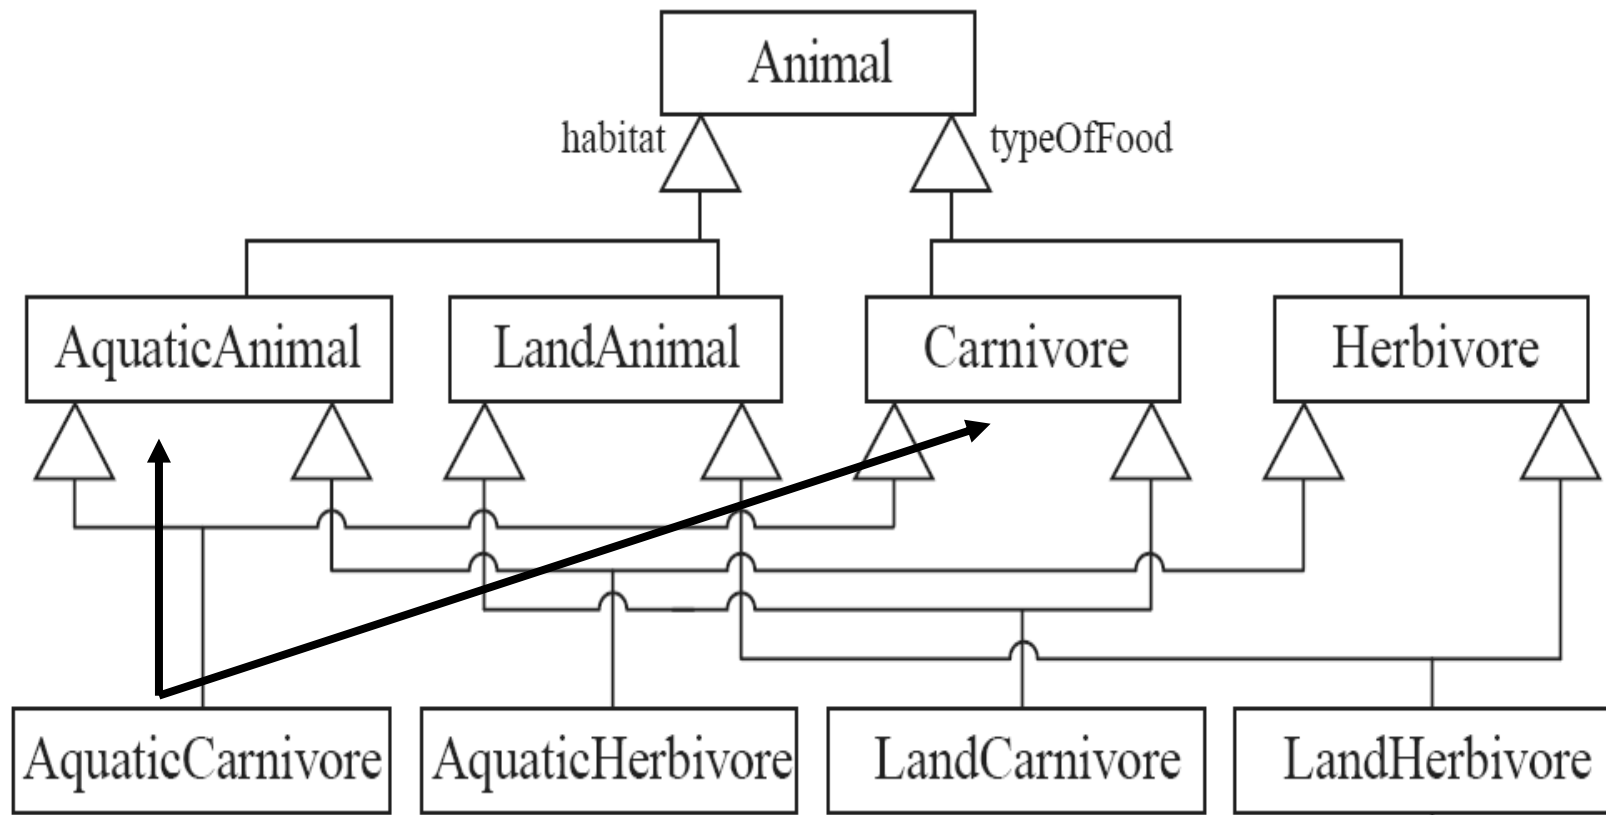 Animal
habitat
typeOfFood
AquaticAnimal
LandAnimal
Carnivore
Herbivore
AquaticCarnivore
AquaticHerbivore
LandCarnivore
LandHerbivore